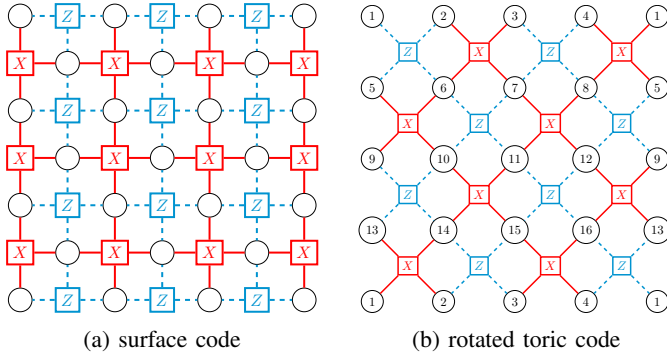 Z Z Z
X X X X
Z Z Z
X X X X
Z Z Z
X X X X
Z Z Z
(a) surface code
1 2 3 4 1
Z X Z X
5 6 7 8 5
X Z X Z
9 10 11 12 9
Z X Z X
13 14 15 16 13
X Z X Z
1 2 3 4 1
(b) rotated toric code